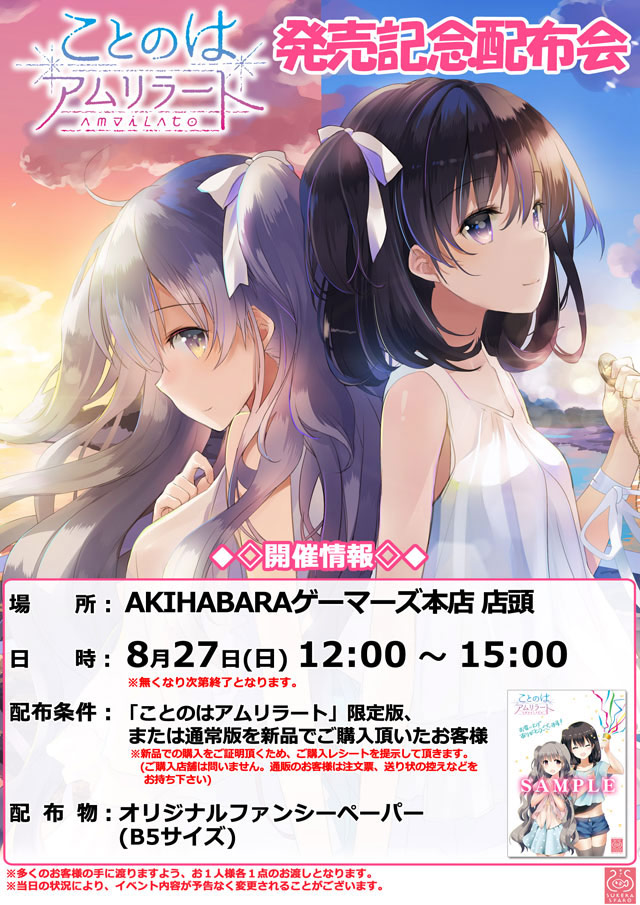 ことのは
アムリラート
AMRILATO
発売記念配布会
◆◇開催情報◇◆
場 所： AKIHABARAゲーマーズ本店 店頭
日 時： 8月27日(日) 12:00 ～ 15:00
※無くなり次第終了となります。
配布条件：「ことのはアムリラート」限定版、
または通常版を新品でご購入頂いたお客様
※新品での購入をご証明頂くため、ご購入レシートを提示して頂きます。
(ご購入店舗は問いません。通販のお客様は注文票、送り状の控えなどを
お持ち下さい)
配 布 物：オリジナルファンシーペーパー
(B5サイズ)
ことのは
アムリラート
SAMPLE
※多くのお客様の手に渡りますよう、お１人様各１点のお渡しとなります。
※当日の状況により、イベント内容が予告なく変更されることがございます。
SUKERA
SPARO